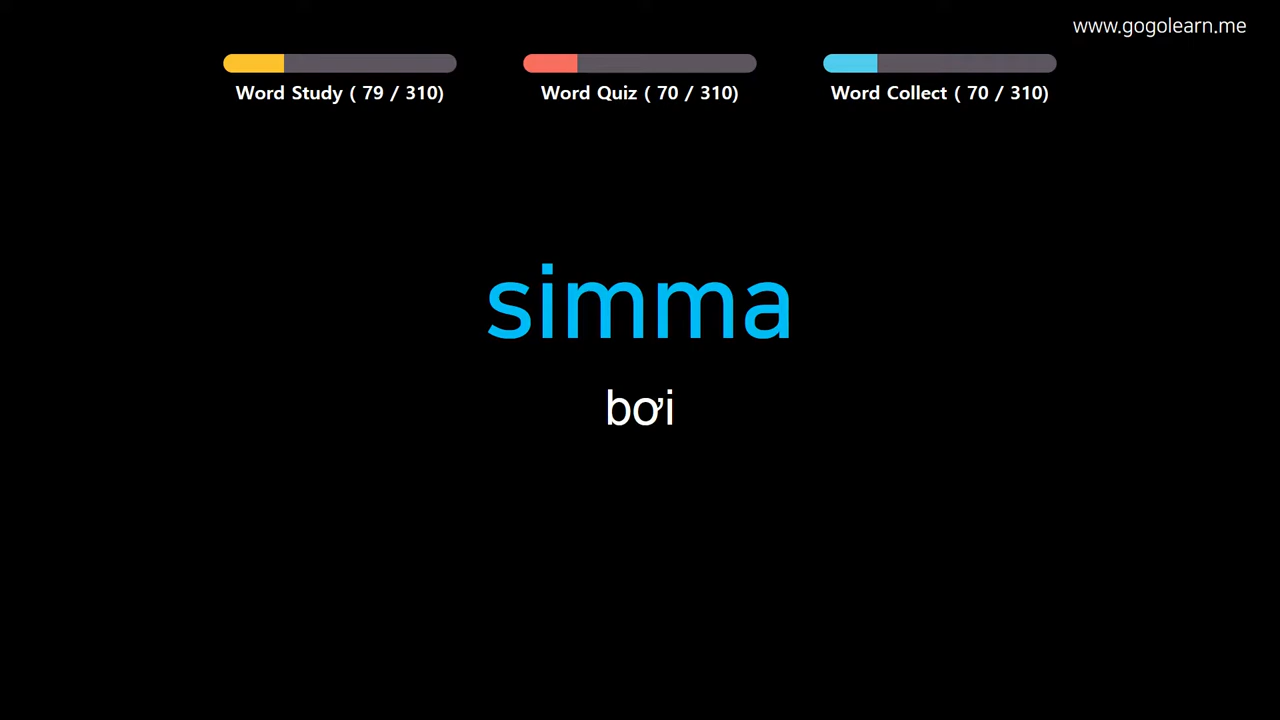 www.gogolearn.me
Word Study ( 79 / 310)
Word Quiz ( 70 / 310)
Word Collect ( 70 / 310)
simma
bơi